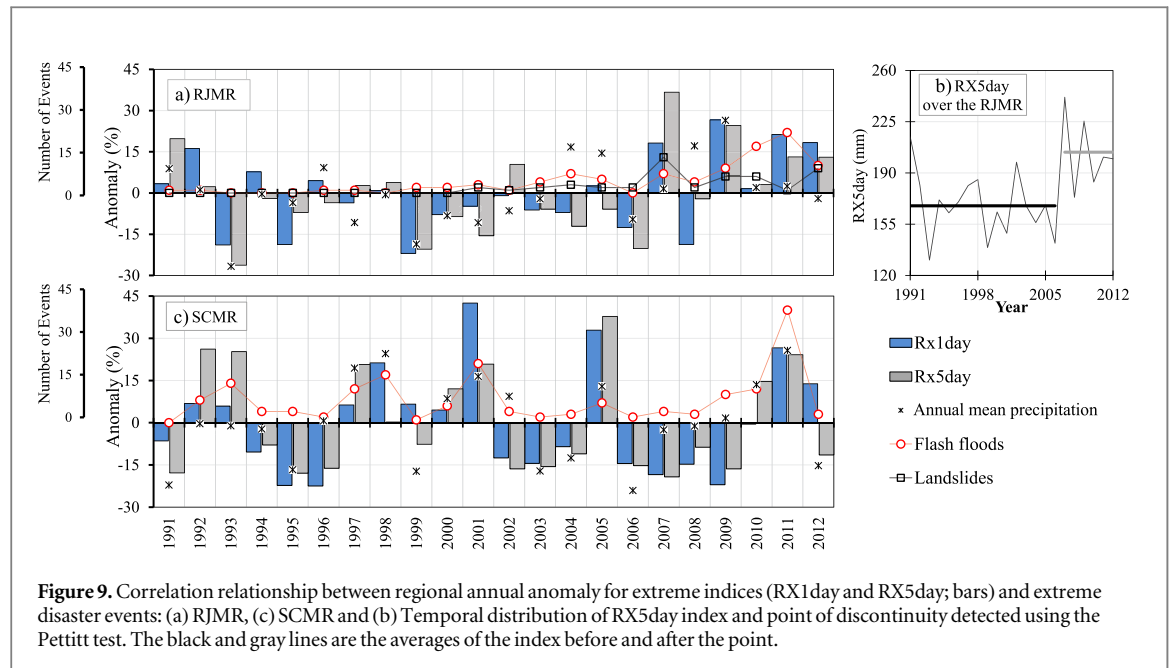 Number of Events
45
30
15
0
Anomaly (%)
45
30
15
0
-15
-30
a) RJMR
RX5day (mm)
260
225
190
155
120
b) RX5day
over the RJMR
1991
1998
2005
2012
Year
Number of Events
45
30
15
0
Anomaly (%)
45
30
15
0
-15
-30
c) SCMR
1991
1992
1993
1994
1995
1996
1997
1998
1999
2000
2001
2002
2003
2004
2005
2006
2007
2008
2009
2010
2011
2012
Rx1day
Rx5day
Annual mean precipitation
Flash floods
Landslides
Figure 9. Correlation relationship between regional annual anomaly for extreme indices (RX1day and RX5day; bars) and extreme
disaster events: (a) RJMR, (c) SCMR and (b) Temporal distribution of RX5day index and point of discontinuity detected using the
Pettitt test. The black and gray lines are the averages of the index before and after the point.